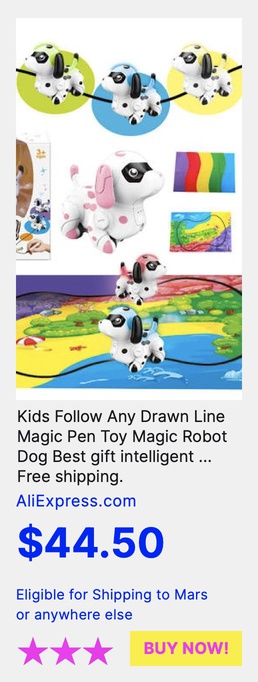 3+
Kids Follow Any Drawn Line
Magic Pen Toy Magic Robot
Dog Best gift intelligent ...
Free shipping.
AliExpress.com
$44.50
Eligible for Shipping to Mars
or anywhere else
BUY NOW!